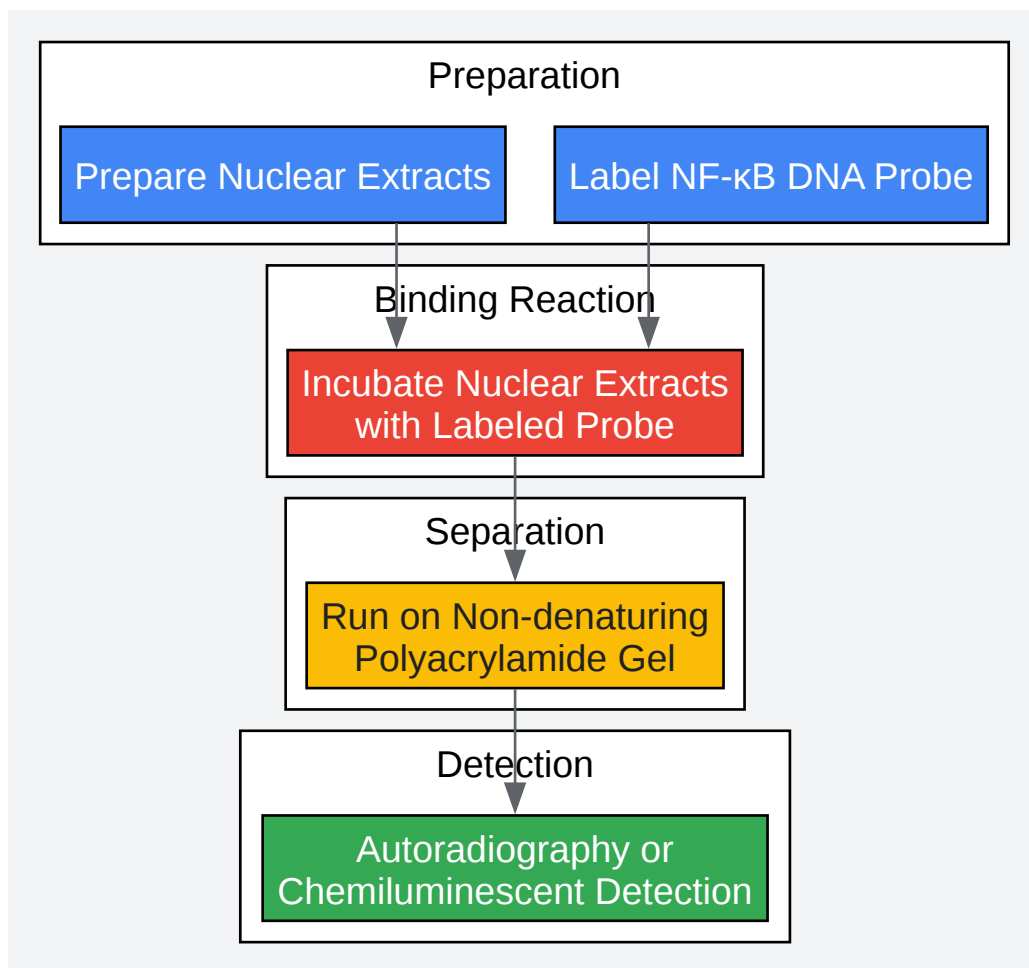 Preparation
Prepare Nuclear Extracts
Label NF-κB DNA Probe
Binding Reaction
Incubate Nuclear Extracts
with Labeled Probe
Separation
Run on Non-denaturing
Polyacrylamide Gel
Detection
Autoradiography or
Chemiluminescent Detection